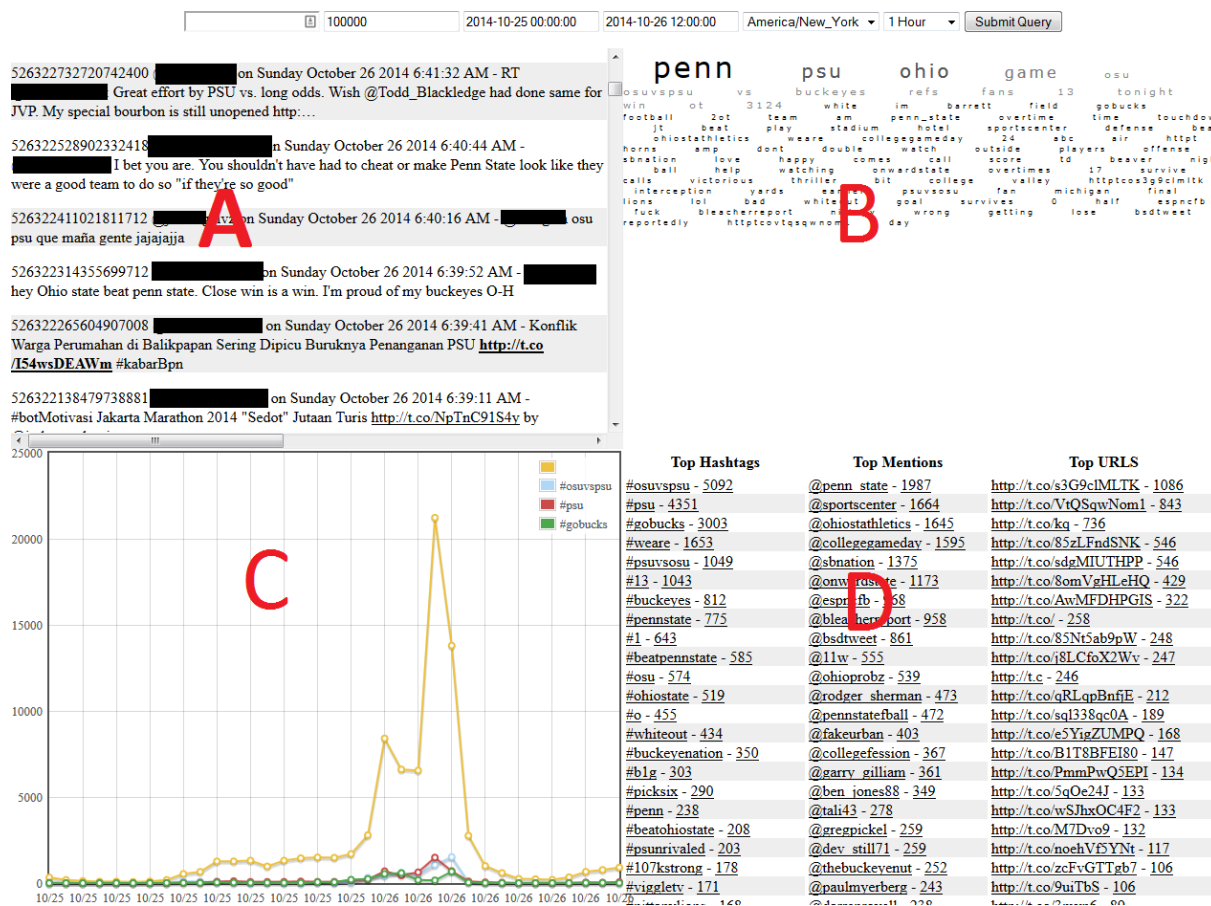 100000 2014-10-25 00:00:00 2014-10-26 12:00:00 America/New_York 1 Hour Submit Query
526322732720742400 on Sunday October 26 2014 6:41:32 AM - RT
Great effort by PSU vs. long odds. Wish @Todd_Blackledge had done same for
JVP. My special bourbon is still unopened http:…
526322528902332418 on Sunday October 26 2014 6:40:44 AM -
I bet you are. You shouldn't have had to cheat or make Penn State look like they
were a good team to do so "if they're so good"
526322411021811712 on Sunday October 26 2014 6:40:16 AM - osu
psu que maña gente jajajajja
526322314355699712 on Sunday October 26 2014 6:39:52 AM -
hey Ohio state beat penn state. Close win is a win. I'm proud of my buckeyes O-H
526322265604907008 on Sunday October 26 2014 6:39:41 AM - Konflik
Warga Perumahan di Balikpapan Sering Dipicu Buruknya Penanganan PSU http://t.co
/I54wsDEAWm #kabarBpn
526322138479738881 on Sunday October 26 2014 6:39:11 AM -
#botMotivasi Jakarta Marathon 2014 "Sedot" Jutaan Turis http://t.co/NpTnC91S4y by
A
penn psu ohio game osu
osuvspsu vs buckeyes refs fans 13 tonight
win ot 3124 white im barrett field gobucks
football 2ot team am penn_state overtime time touchdow
jt beat play stadium hotel sportscenter defense bea
ohiostathletics weare collegegameday 24 abc air httpt
horns amp dont double watch outside players offense
sbnation love happy comes call score td beaver nig
ball help watching onwardstate overtimes 17 survive
calls victorious thriller bit college valley httptcos3g9clmltk
interception yards psuvsosu fan michigan final
lions lol bad whiteout goal survives 0 half espncfb
fuck bleacherreport wrong getting lose bsdtweet
reportedly httptcovtqsqwnom1 day
B
25000
20000
15000
10000
5000
0
#osuvspsu
#psu
#gobucks
C
10/25 10/25 10/25 10/25 10/25 10/25 10/25 10/25 10/25 10/25 10/26 10/26 10/26 10/26 10/26 10/26 10/26 10/2
Top Hashtags Top Mentions Top URLS
#osuvspsu - 5092 @penn_state - 1987 http://t.co/s3G9clMLTK - 1086
#psu - 4351 @sportscenter - 1664 http://t.co/VtQSqwNom1 - 843
#gobucks - 3003 @ohiostathletics - 1645 http://t.co/kq - 736
#weare - 1653 @collegegameday - 1595 http://t.co/85zLFndSNK - 546
#psuvsosu - 1049 @sbnation - 1375 http://t.co/sdgMIUTHPP - 546
#13 - 1043 @onwardstate - 1173 http://t.co/8omVgHLeHQ - 429
#buckeyes - 812 @espncfb - 968 http://t.co/AwMFDHPGIS - 322
#pennstate - 775 @bleacherreport - 958 http://t.co/ - 258
#1 - 643 @bsdtweet - 861 http://t.co/85Nt5ab9pW - 248
#beatpennstate - 585 @11w - 555 http://t.co/j8LCfoX2Wv - 247
#osu - 574 @ohioprobz - 539 http://t.c - 246
#ohiostate - 519 @rodger_sherman - 473 http://t.co/qRLqpBnfjE - 212
#o - 455 @pennstatefball - 472 http://t.co/sql338qc0A - 189
#whiteout - 434 @fakeurban - 403 http://t.co/e5YigZUMPQ - 168
#buckeyenation - 350 @collegefession - 367 http://t.co/B1T8BFEI80 - 147
#b1g - 303 @garry_gilliam - 361 http://t.co/PmmPwQ5EPI - 134
#picksix - 290 @ben_jones88 - 349 http://t.co/5qOe24J - 133
#penn - 238 @tali43 - 278 http://t.co/wSJhxOC4F2 - 133
#beatohiostate - 208 @gregpickel - 259 http://t.co/M7Dvo9 - 132
#psunrivaled - 203 @dev_still71 - 259 http://t.co/noehVf5YNt - 117
#107kstrong - 178 @thebuckeyenut - 252 http://t.co/zcFvGTTgb7 - 106
#viggletv - 171 @paulmyerberg - 243 http://t.co/9uiTbS - 106
D